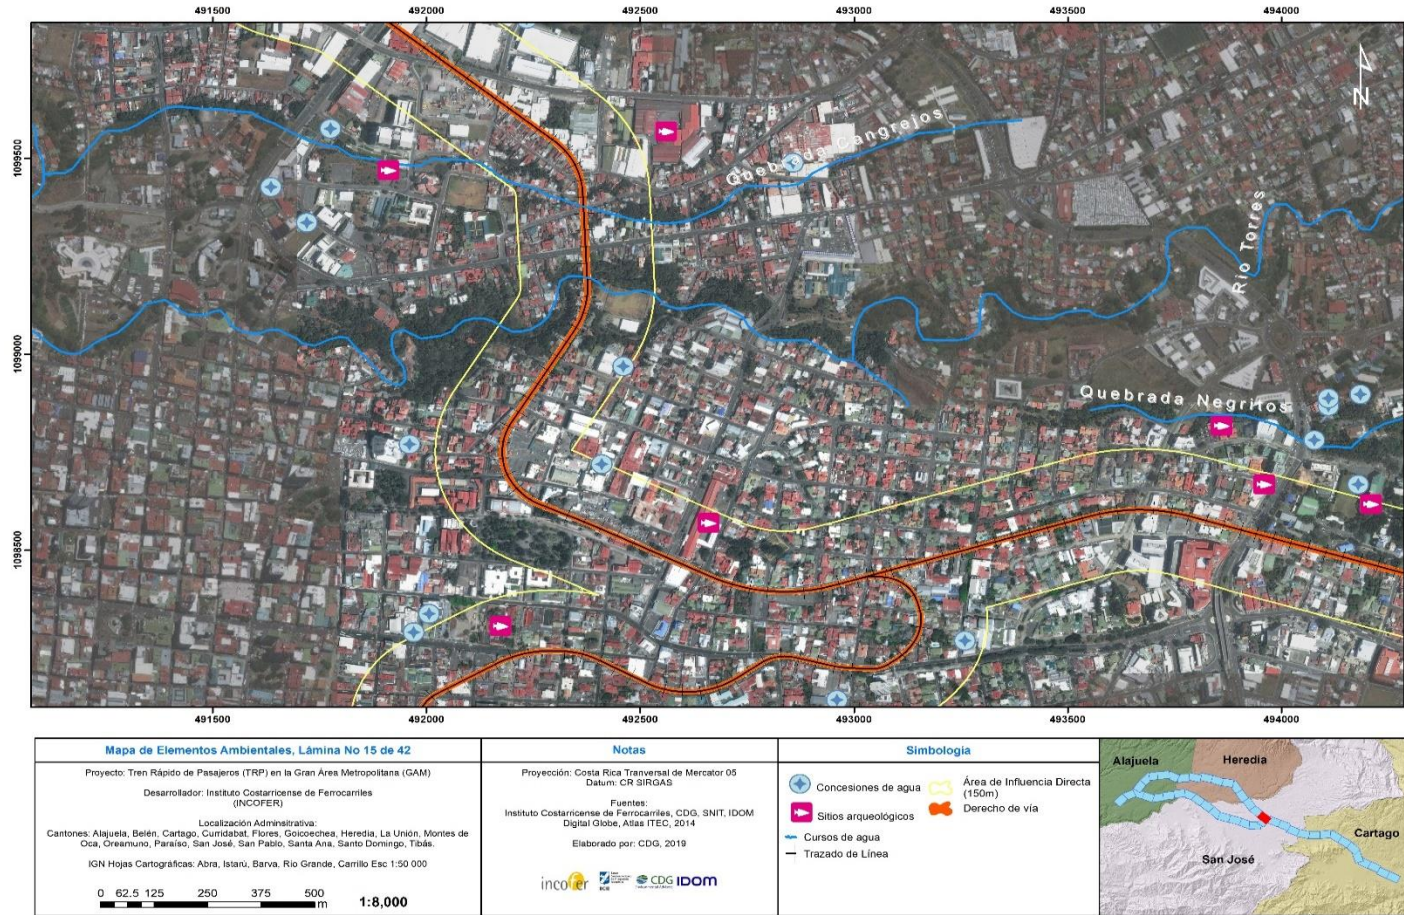 491500 492000 492500 493000 493500 494000
N
1099500
Quebrada Cangrejos
Rio Torres
1099000
Quebrada Negritos
1098500
491500 492000 492500 493000 493500 494000
Mapa de Elementos Ambientales, Lámina No 15 de 42
Proyecto: Tren Rápido de Pasajeros (TRP) en la Gran Área Metropolitana (GAM)
Desarrollador: Instituto Costarricense de Ferrocarriles
(INCOFER)
Localización Adminsitrativa:
Cantones: Alajuela, Belén, Cartago, Curridabat, Flores, Goicoechea, Heredia, La Unión, Montes de
Oca, Oreamuno, Paraíso, San José, San Pablo, Santa Ana, Santo Domingo, Tibás.
IGN Hojas Cartográficas: Abra, Istarú, Barva, Rio Grande, Carrillo Esc 1:50 000
0 62.5 125 250 375 500
m
1:8,000
Notas
Proyección: Costa Rica Tranversal de Mercator 05
Datum: CR SIRGAS
Fuentes:
Instituto Costarricense de Ferrocarriles, CDG, SNIT, IDOM
Digital Globe, Atlas ITEC, 2014
Elaborado por: CDG, 2019
incofer
BCIE
CDG
IDOM
Simbologia
Concesiones de agua
Sitios arqueológicos
Cursos de agua
Trazado de Línea
Área de Influencia Directa
(150m)
Derecho de vía
Alajuela
Heredia
San José
Cartago